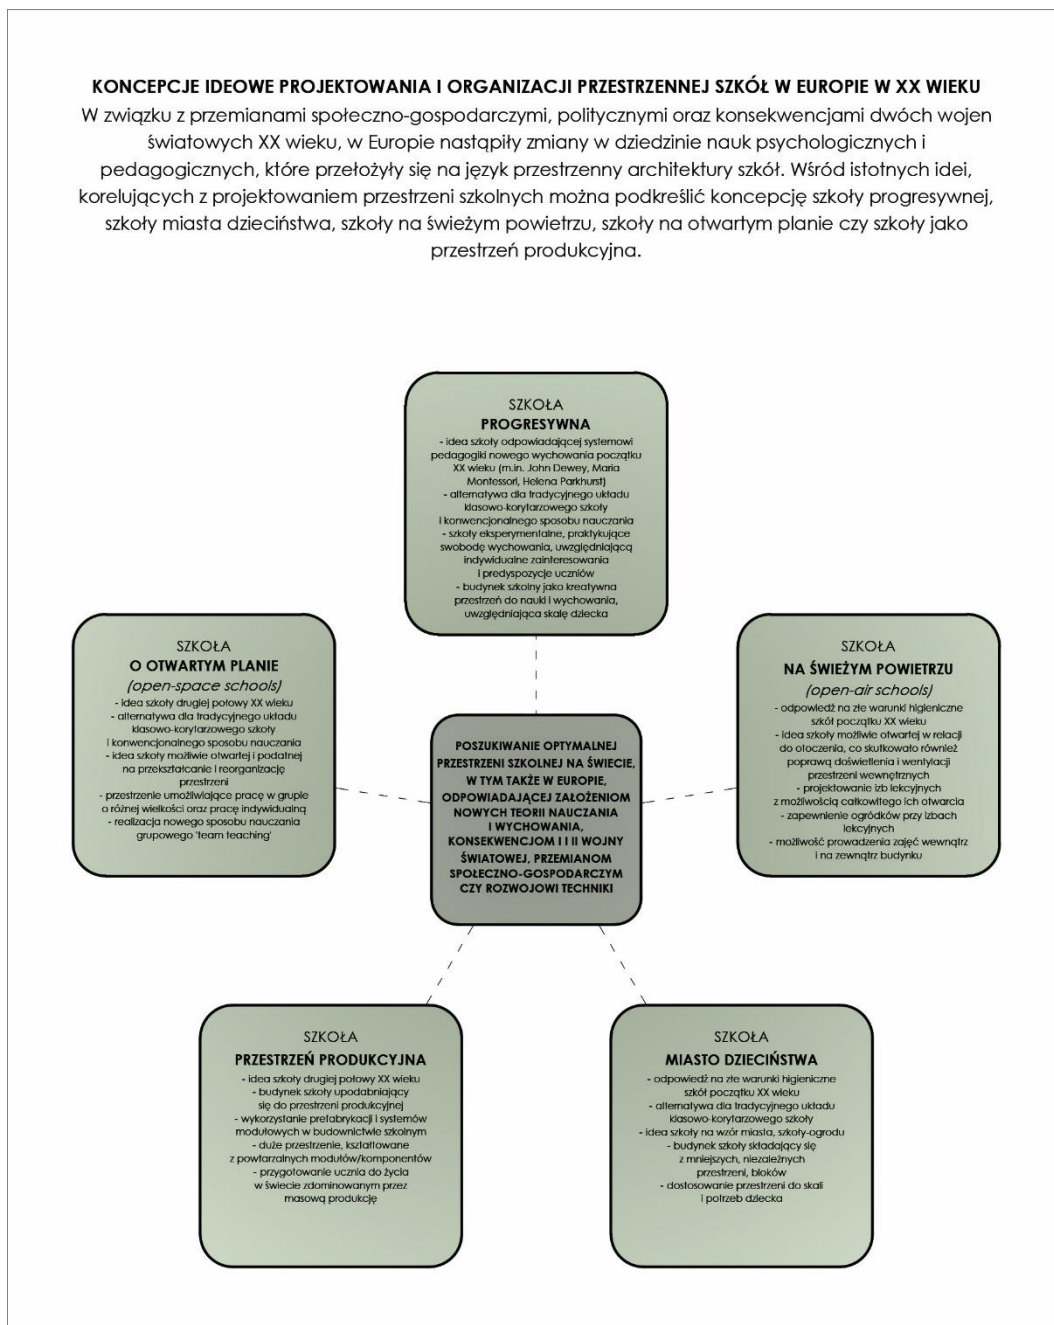 KONCEPCJE IDEOWE PROJEKTOWANIA I ORGANIZACJI PRZESTRZENNEJ SZKÓŁ W EUROPIE W XX WIEKU
W związku z przemianami społeczno-gospodarczymi, politycznymi oraz konsekwencjami dwóch wojen
światowych XX wieku, w Europie nastąpiły zmiany w dziedzinie nauk psychologicznych i
pedagogicznych, które przełożyły się na język przestrzenny architektury szkół. Wśród istotnych idei,
korelujących z projektowaniem przestrzeni szkolnych można podkreślić koncepcję szkoły progresywnej,
szkoły miasta dzieciństwa, szkoły na świeżym powietrzu, szkoły na otwartym planie czy szkoły jako
przestrzeń produkcyjna.
SZKOŁA
PROGRESYWNA
- idea szkoły odpowiadającej systemowi
pedagogiki nowego wychowania początku
XX wieku (m.in. John Dewey, Maria
Montessori, Helena Parkhurst)
- alternatywa dla tradycyjnego układu
klasowo-korytarzowego szkoły
i konwencjonalnego sposobu nauczania
- szkoły eksperymentalne, praktykujące
swobodę wychowania, uwzględniającą
indywidualne zainteresowania
i predyspozycje uczniów
- budynek szkolny jako kreatywna
przestrzeń do nauki i wychowania,
uwzględniająca skalę dziecka
SZKOŁA
O OTWARTYM PLANIE
(open-space schools)
- idea szkoły drugiej połowy XX wieku
- alternatywa dla tradycyjnego układu
klasowo-korytarzowego szkoły
i konwencjonalnego sposobu nauczania
- idea szkoły możliwie otwartej i podatnej
na przekształcanie i reorganizację
przestrzeni
- przestrzenie umożliwiające pracę w grupie
o różnej wielkości oraz pracę indywidualną
- realizacja nowego sposobu nauczania
grupowego 'team teaching'
SZKOŁA
NA ŚWIEŻYM POWIETRZU
(open-air schools)
- odpowiedź na złe warunki higieniczne
szkół początku XX wieku
- idea szkoły możliwie otwartej w relacji
do otoczenia, co skutkowało również
poprawą doświetlenia i wentylacji
przestrzeni wewnętrznych
- projektowanie izb lekcyjnych
z możliwością całkowitego ich otwarcia
- zapewnienie ogródków przy izbach
lekcyjnych
- możliwość prowadzenia zajęć wewnątrz
i na zewnątrz budynku
POSZUKIWANIE OPTYMALNEJ
PRZESTRZENI SZKOLNEJ NA ŚWIECIE,
W TYM TAKŻE W EUROPIE,
ODPOWIADAJĄCEJ ZAŁOŻENIOM
NOWYCH TEORII NAUCZANIA
I WYCHOWANIA,
KONSEKWENCJOM I I II WOJNY
ŚWIATOWEJ, PRZEMIANOM
SPOŁECZNO-GOSPODARCZYM
CZY ROZWOJOWI TECHNIKI
SZKOŁA
PRZESTRZEŃ PRODUKCYJNA
- idea szkoły drugiej połowy XX wieku
- budynek szkoły upodabniający
się do przestrzeni produkcyjnej
- wykorzystanie prefabrykacji i systemów
modułowych w budownictwie szkolnym
- duże przestrzenie, kształtowane
z powtarzalnych modułów/komponentów
- przygotowanie ucznia do życia
w świecie zdominowanym przez
masową produkcję
SZKOŁA
MIASTO DZIECIŃSTWA
- odpowiedź na złe warunki higieniczne
szkół początku XX wieku
- alternatywa dla tradycyjnego układu
klasowo-korytarzowego szkoły
- idea szkoły na wzór miasta, szkoły-ogrodu
- budynek szkoły składający się
z mniejszych, niezależnych
przestrzeni, bloków
- dostosowanie przestrzeni do skali
i potrzeb dziecka